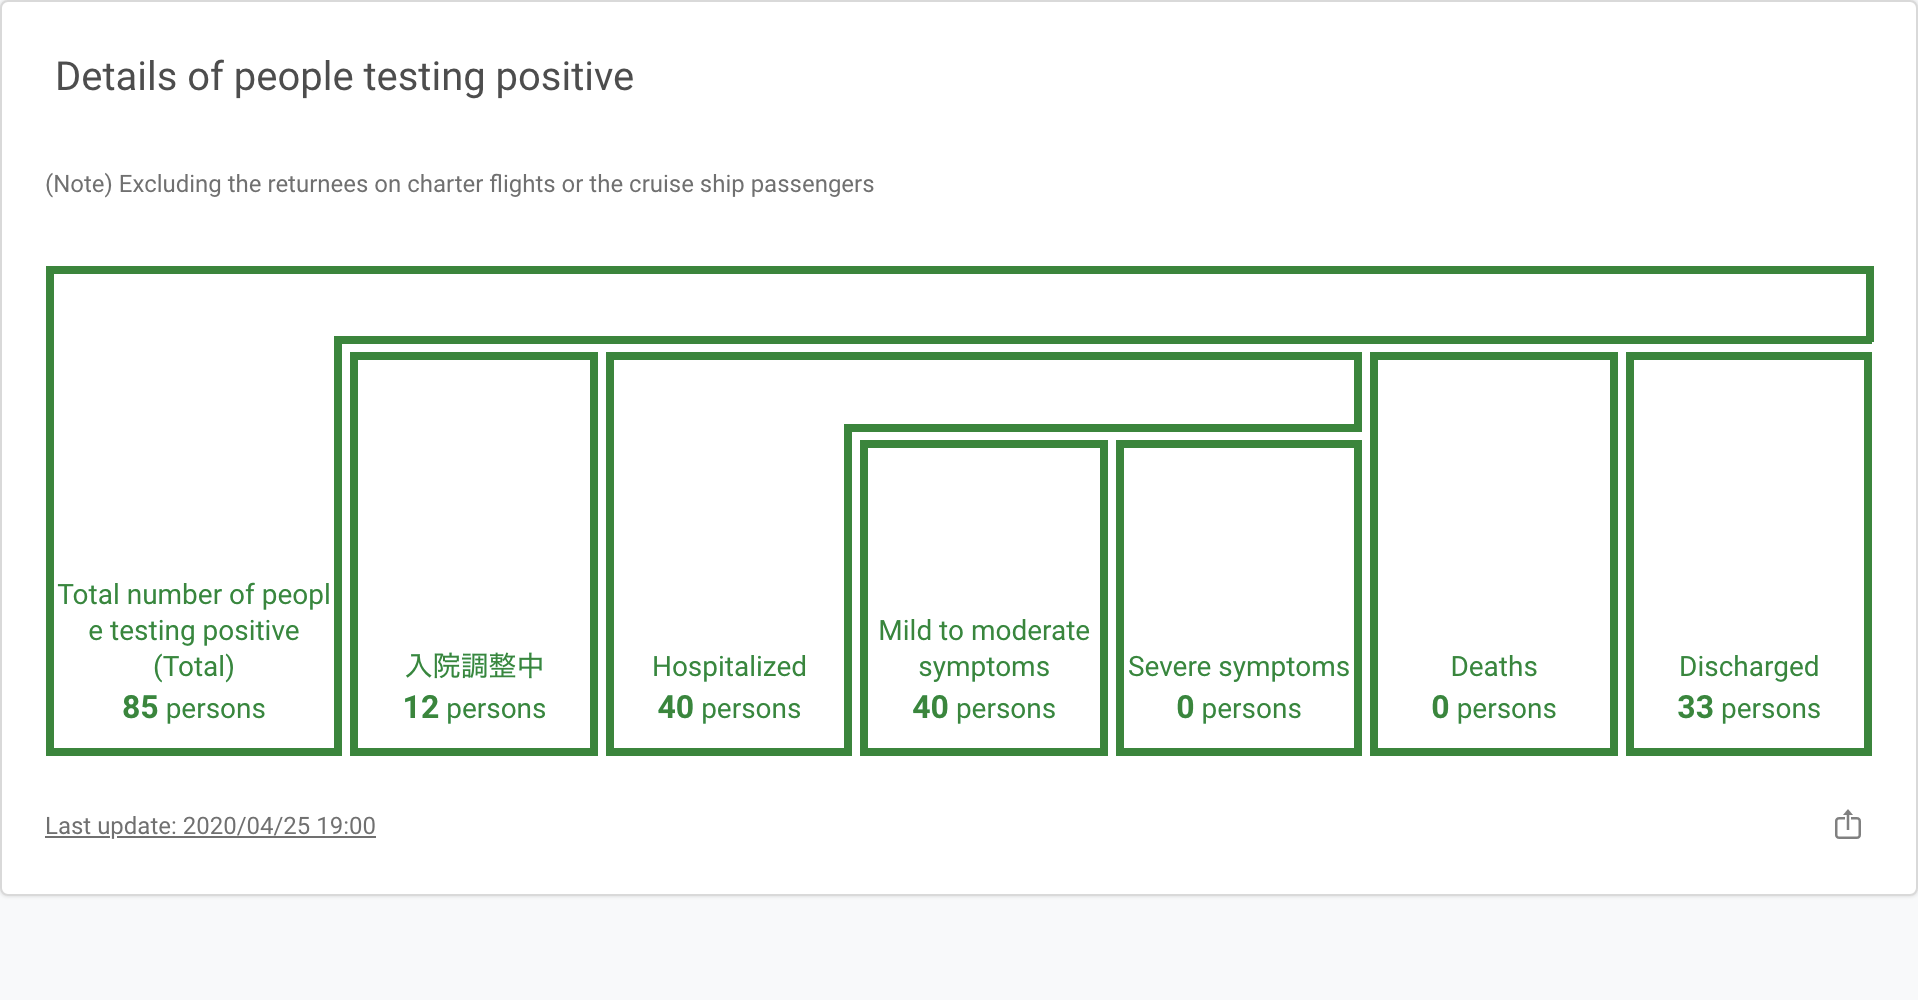 Details of people testing positive
(Note) Excluding the returnees on charter flights or the cruise ship passengers
Total number of peopl
e testing positive
(Total)
85 persons
入院調整中
12 persons
Hospitalized
40 persons
Mild to moderate
symptoms
40 persons
Severe symptoms
0 persons
Deaths
0 persons
Discharged
33 persons
Last update: 2020/04/25 19:00